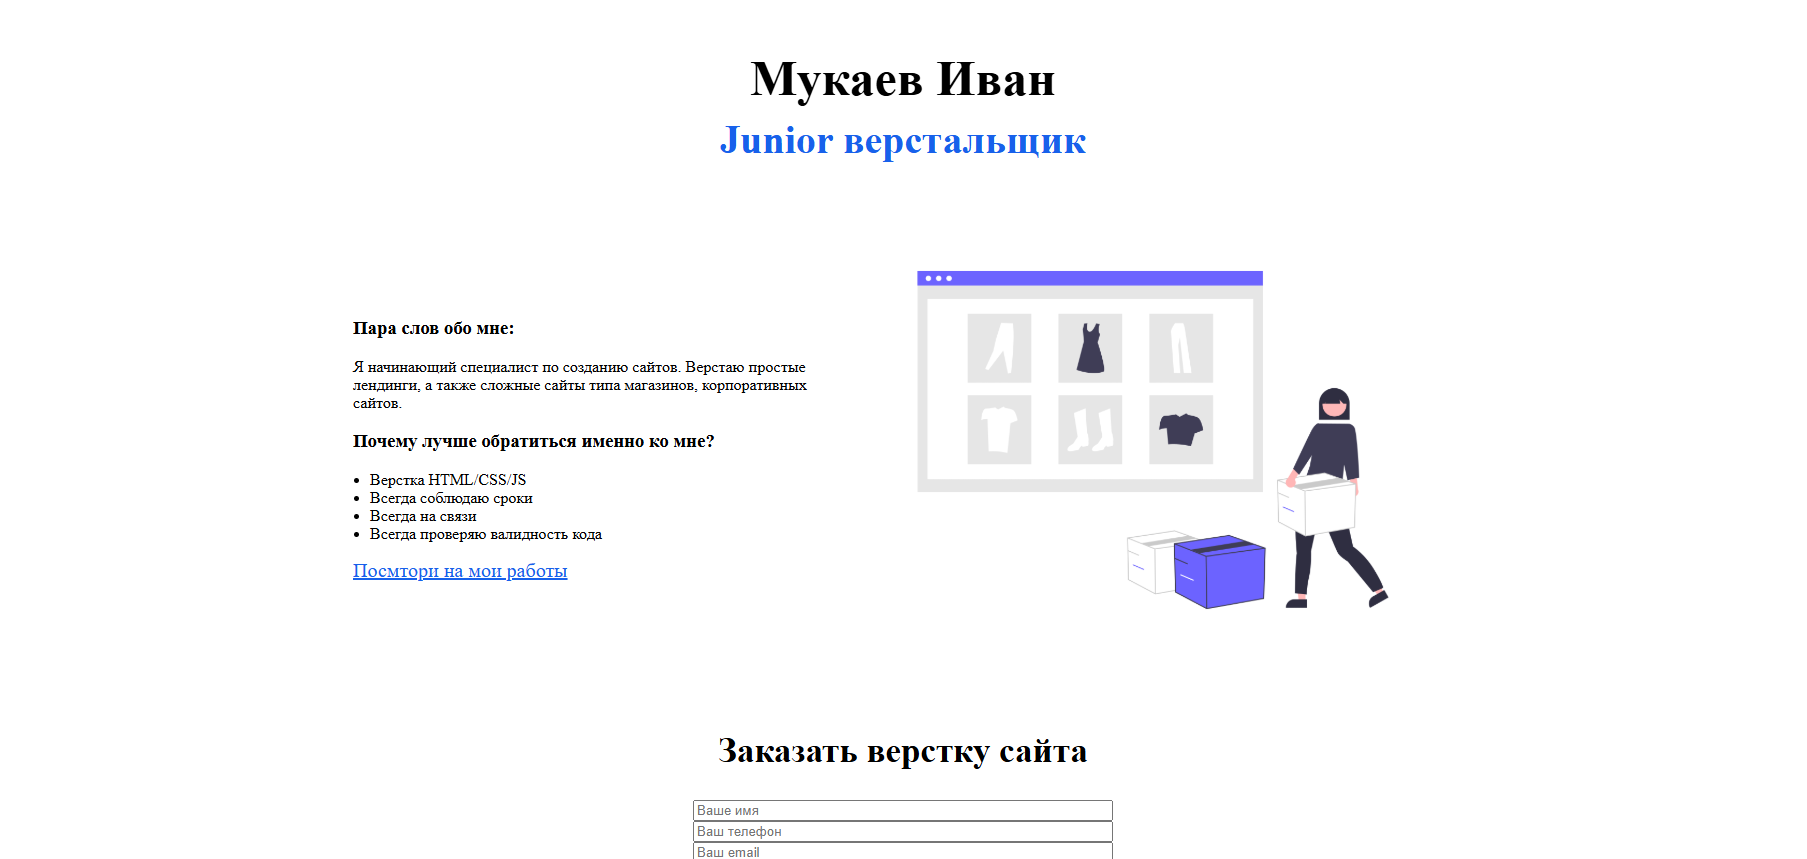 Мукаев Иван
Junior верстальщик
Пара слов обо мне:
Я начинающий специалист по созданию сайтов. Верстаю простые
лендинги, а также сложные сайты типа магазинов, корпоративных
сайтов.
Почему лучше обратиться именно ко мне?
Верстка HTML/CSS/JS
Всегда соблюдаю сроки
Всегда на связи
Всегда проверяю валидность кода
Посмтори на мои работы
Заказать верстку сайта
Ваше имя
Ваш телефон
Ваш email